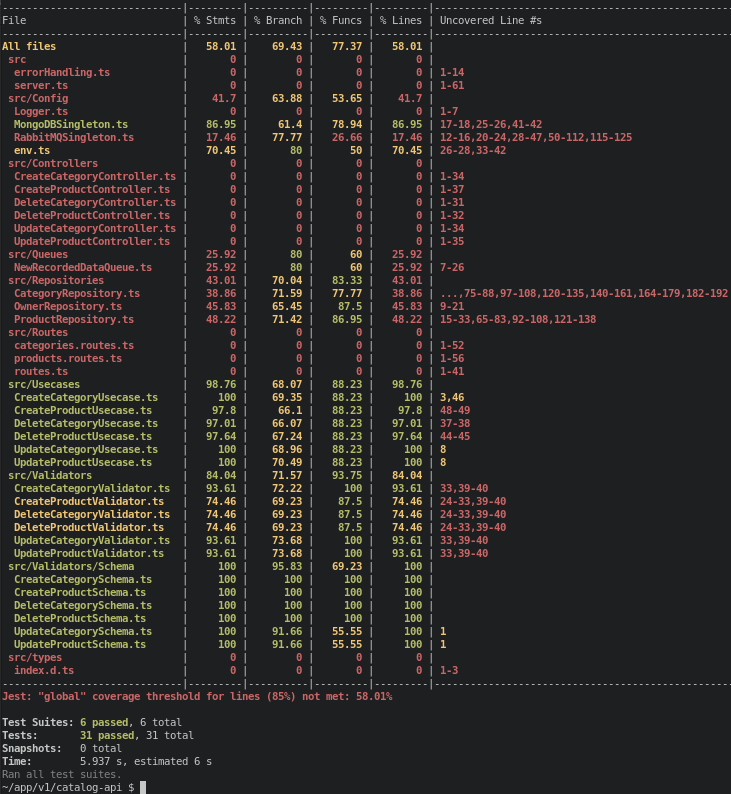 ----------------------------|---------|----------|---------|---------|--------------------------------------------------
File                        | % Stmts | % Branch | % Funcs | % Lines | Uncovered Line #s
----------------------------|---------|----------|---------|---------|--------------------------------------------------
All files                   |   58.01 |    69.43 |   77.37 |   58.01 |
 src                        |       0 |        0 |       0 |       0 |
  errorHandling.ts          |       0 |        0 |       0 |       0 | 1-14
  server.ts                 |       0 |        0 |       0 |       0 | 1-61
 src/Config                 |    41.7 |    63.88 |   53.65 |    41.7 |
  Logger.ts                 |       0 |        0 |       0 |       0 | 1-7
  MongoDBSingleton.ts       |   86.95 |     61.4 |   78.94 |   86.95 | 17-18,25-26,41-42
  RabbitMQSingleton.ts      |   17.46 |    77.77 |   26.66 |   17.46 | 12-16,20-24,28-47,50-112,115-125
  env.ts                    |   70.45 |       80 |      50 |   70.45 | 26-28,33-42
 src/Controllers            |       0 |        0 |       0 |       0 |
  CreateCategoryController.ts |       0 |        0 |       0 |       0 | 1-34
  CreateProductController.ts |       0 |        0 |       0 |       0 | 1-37
  DeleteCategoryController.ts |       0 |        0 |       0 |       0 | 1-31
  DeleteProductController.ts |       0 |        0 |       0 |       0 | 1-32
  UpdateCategoryController.ts |       0 |        0 |       0 |       0 | 1-34
  UpdateProductController.ts |       0 |        0 |       0 |       0 | 1-35
 src/Queues                 |   25.92 |       80 |      60 |   25.92 |
  NewRecordedDataQueue.ts   |   25.92 |       80 |      60 |   25.92 | 7-26
 src/Repositories           |   43.01 |    70.04 |   83.33 |   43.01 |
  CategoryRepository.ts     |   38.86 |    71.59 |   77.77 |   38.86 | ...,75-88,97-108,120-135,140-161,164-179,182-192
  OwnerRepository.ts        |   45.83 |    65.45 |    87.5 |   45.83 | 9-21
  ProductRepository.ts      |   48.22 |    71.42 |   86.95 |   48.22 | 15-33,65-83,92-108,121-138
 src/Routes                 |       0 |        0 |       0 |       0 |
  categories.routes.ts      |       0 |        0 |       0 |       0 | 1-52
  products.routes.ts        |       0 |        0 |       0 |       0 | 1-56
  routes.ts                 |       0 |        0 |       0 |       0 | 1-41
 src/Usecases               |   98.76 |    68.07 |   88.23 |   98.76 |
  CreateCategoryUsecase.ts  |     100 |    69.35 |   88.23 |     100 | 3,46
  CreateProductUsecase.ts   |    97.8 |     66.1 |   88.23 |    97.8 | 48-49
  DeleteCategoryUsecase.ts  |   97.01 |    66.07 |   88.23 |   97.01 | 37-38
  DeleteProductUsecase.ts   |   97.64 |    67.24 |   88.23 |   97.64 | 44-45
  UpdateCategoryUsecase.ts  |     100 |    68.96 |   88.23 |     100 | 8
  UpdateProductUsecase.ts   |     100 |    70.49 |   88.23 |     100 | 8
 src/Validators             |   84.04 |    71.57 |   93.75 |   84.04 |
  CreateCategoryValidator.ts |   93.61 |    72.22 |     100 |   93.61 | 33,39-40
  CreateProductValidator.ts |   74.46 |    69.23 |    87.5 |   74.46 | 24-33,39-40
  DeleteCategoryValidator.ts |   74.46 |    69.23 |    87.5 |   74.46 | 24-33,39-40
  DeleteProductValidator.ts |   74.46 |    69.23 |    87.5 |   74.46 | 24-33,39-40
  UpdateCategoryValidator.ts |   93.61 |    73.68 |     100 |   93.61 | 33,39-40
  UpdateProductValidator.ts |   93.61 |    73.68 |     100 |   93.61 | 33,39-40
 src/Validators/Schema      |     100 |    95.83 |   69.23 |     100 |
  CreateCategorySchema.ts   |     100 |      100 |     100 |     100 |
  CreateProductSchema.ts    |     100 |      100 |     100 |     100 |
  DeleteCategorySchema.ts   |     100 |      100 |     100 |     100 |
  DeleteProductSchema.ts    |     100 |      100 |     100 |     100 |
  UpdateCategorySchema.ts   |     100 |    91.66 |   55.55 |     100 | 1
  UpdateProductSchema.ts    |     100 |    91.66 |   55.55 |     100 | 1
 src/types                  |       0 |        0 |       0 |       0 |
  index.d.ts                |       0 |        0 |       0 |       0 | 1-3
----------------------------|---------|----------|---------|---------|--------------------------------------------------
Jest: "global" coverage threshold for lines (85%) not met: 58.01%
Test Suites: 6 passed, 6 total
Tests:       31 passed, 31 total
Snapshots:   0 total
Time:        5.937 s, estimated 6 s
Ran all test suites.
~/app/v1/catalog-api $